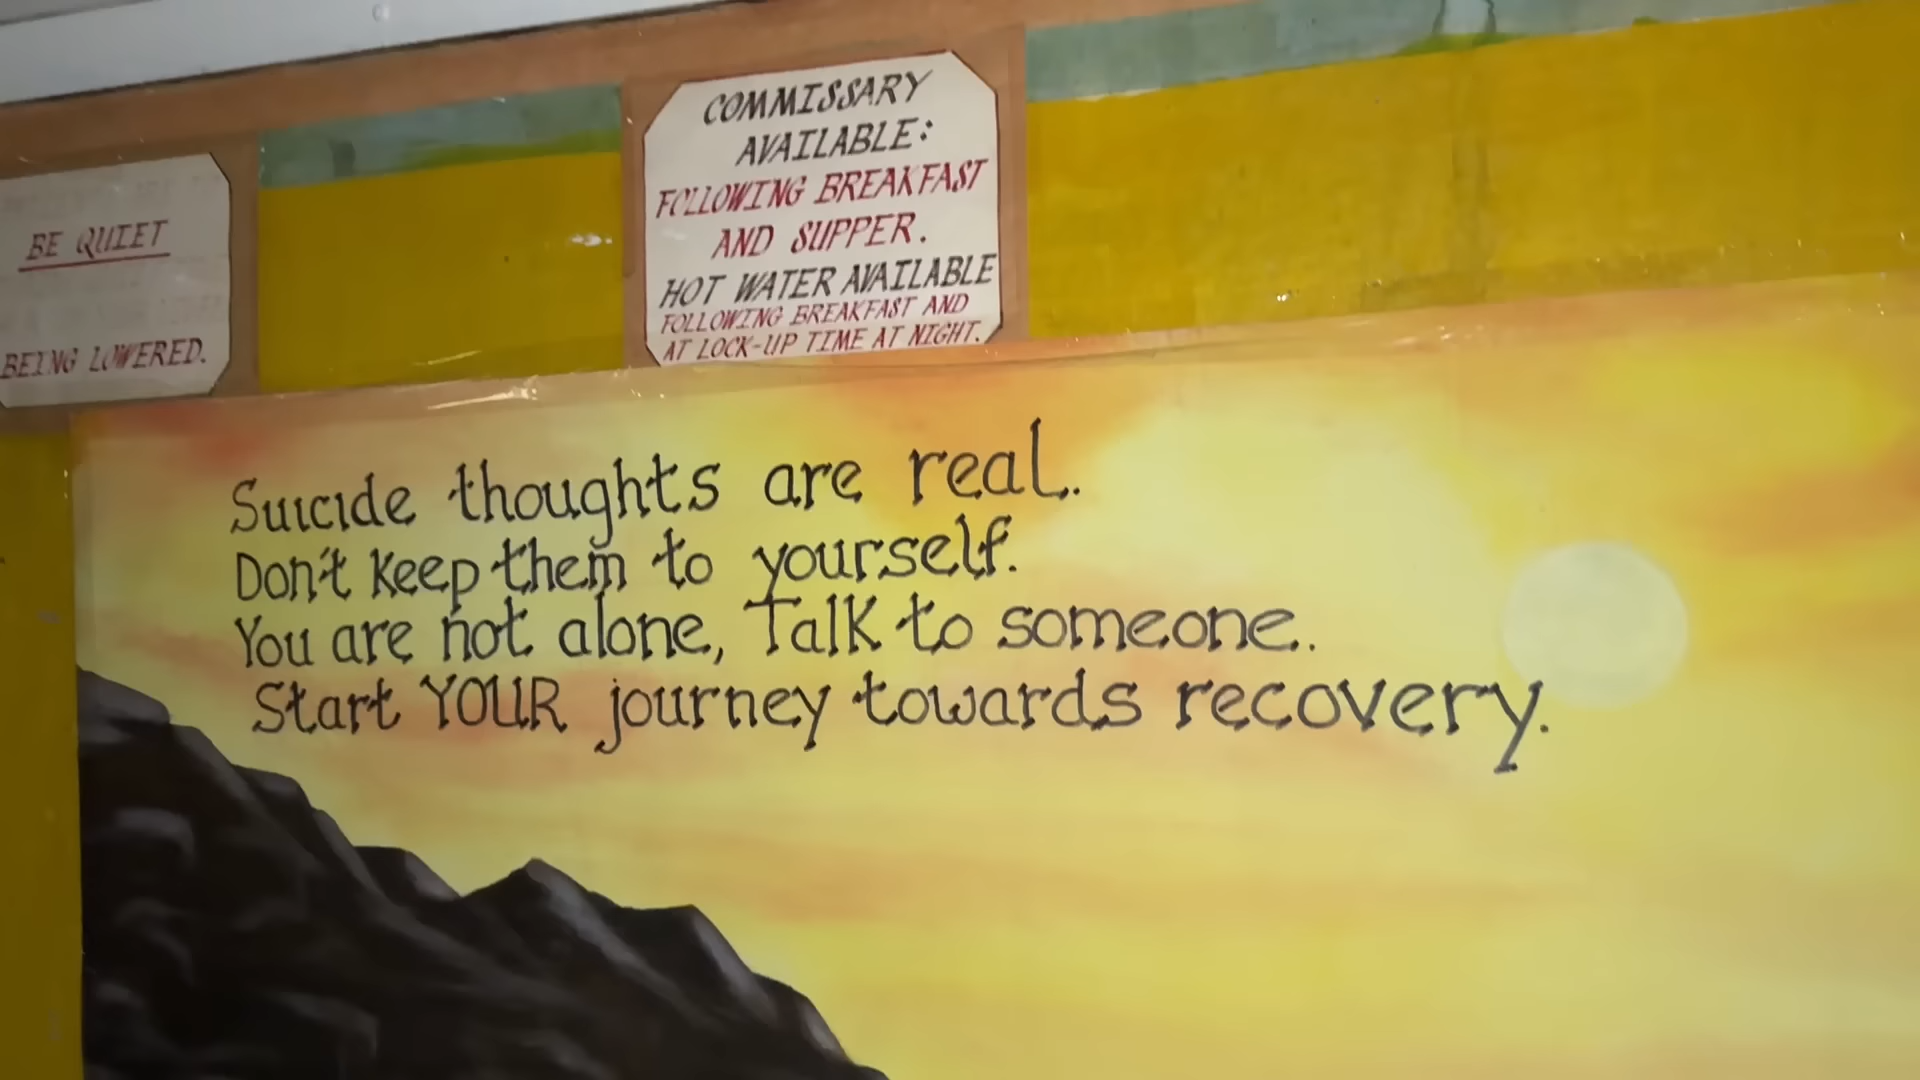 BE QUIET
BEING LOWERED.
COMMISSARY
AVAILABLE:
FOLLOWING BREAKFAST
AND SUPPER.
HOT WATER AVAILABLE
FOLLOWING BREAKFAST AND
AT LOCK-UP TIME AT NIGHT.
Suicide thoughts are real.
Don't keep them to yourself.
You are not alone, Talk to someone.
Start YOUR journey towards recovery.